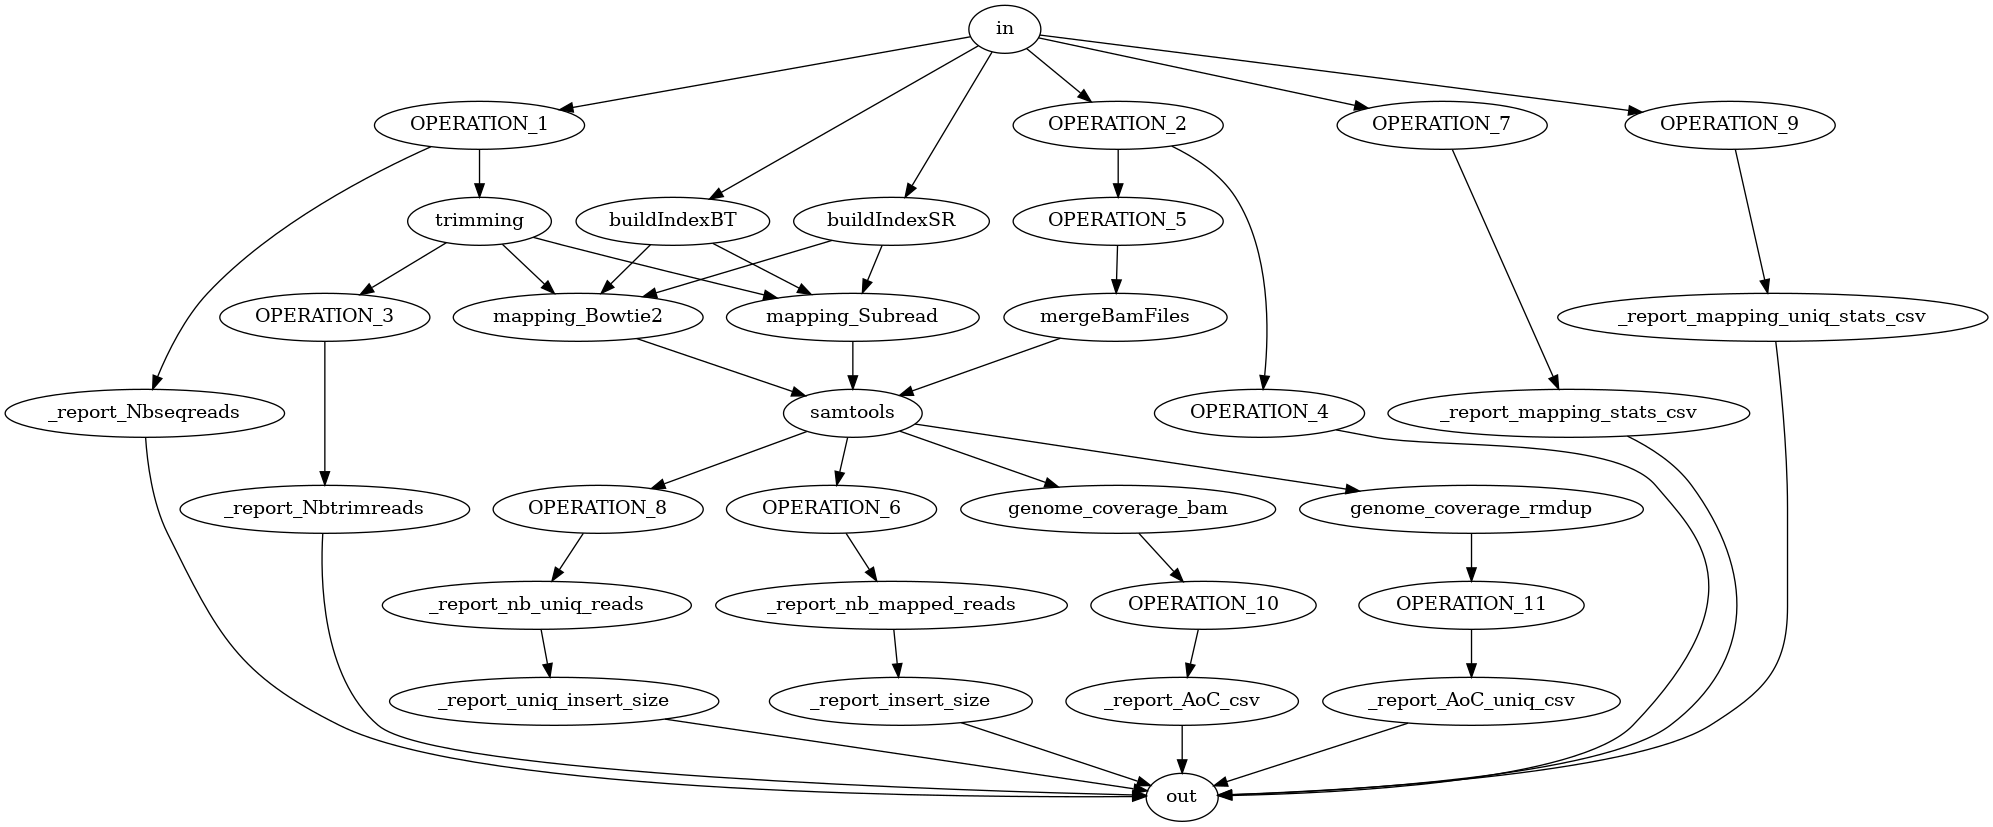 in
OPERATION_1
OPERATION_2
OPERATION_7
OPERATION_9
trimming
buildIndexBT
buildIndexSR
OPERATION_5
OPERATION_3
mapping_Bowtie2
mapping_Subread
mergeBamFiles
_report_mapping_uniq_stats_csv
_report_Nbseqreads
samtools
OPERATION_4
_report_mapping_stats_csv
_report_Nbtrimreads
OPERATION_8
OPERATION_6
genome_coverage_bam
genome_coverage_rmdup
_report_nb_uniq_reads
_report_nb_mapped_reads
OPERATION_10
OPERATION_11
_report_uniq_insert_size
_report_insert_size
_report_AoC_csv
_report_AoC_uniq_csv
out